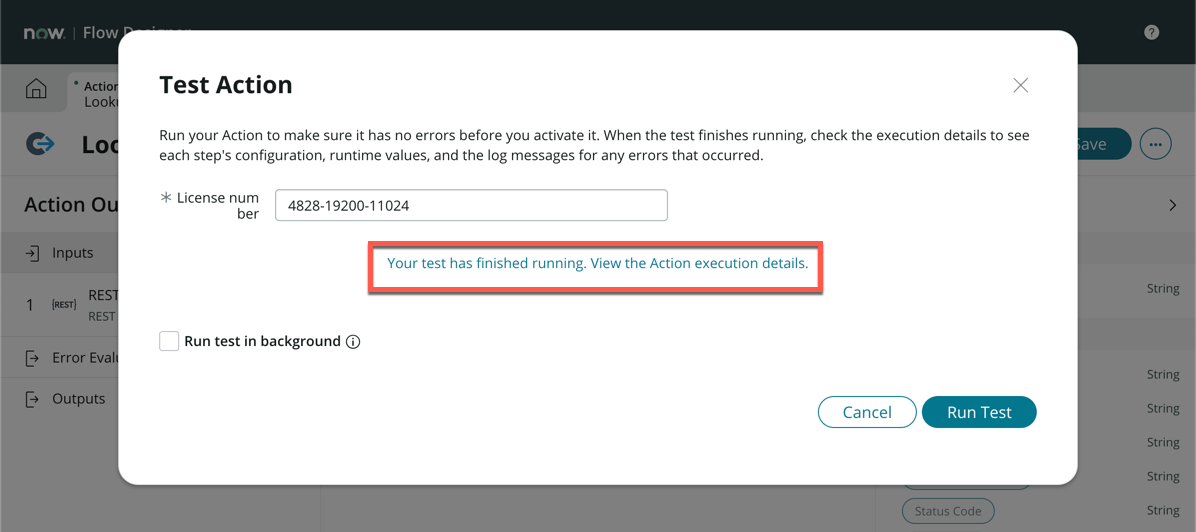 now. | Flow Designer
Action
Test Action
Run your Action to make sure it has no errors before you activate it. When the test finishes running, check the execution details to see
each step's configuration, runtime values, and the log messages for any errors that occurred.
* License num
ber
4828-19200-11024
Your test has finished running. View the Action execution details.
Run test in background
Cancel
Run Test
Save
Action Ou
Inputs
1
{REST}
REST
REST
Error Evalu
Outputs
String
String
String
String
String
String
Status Code